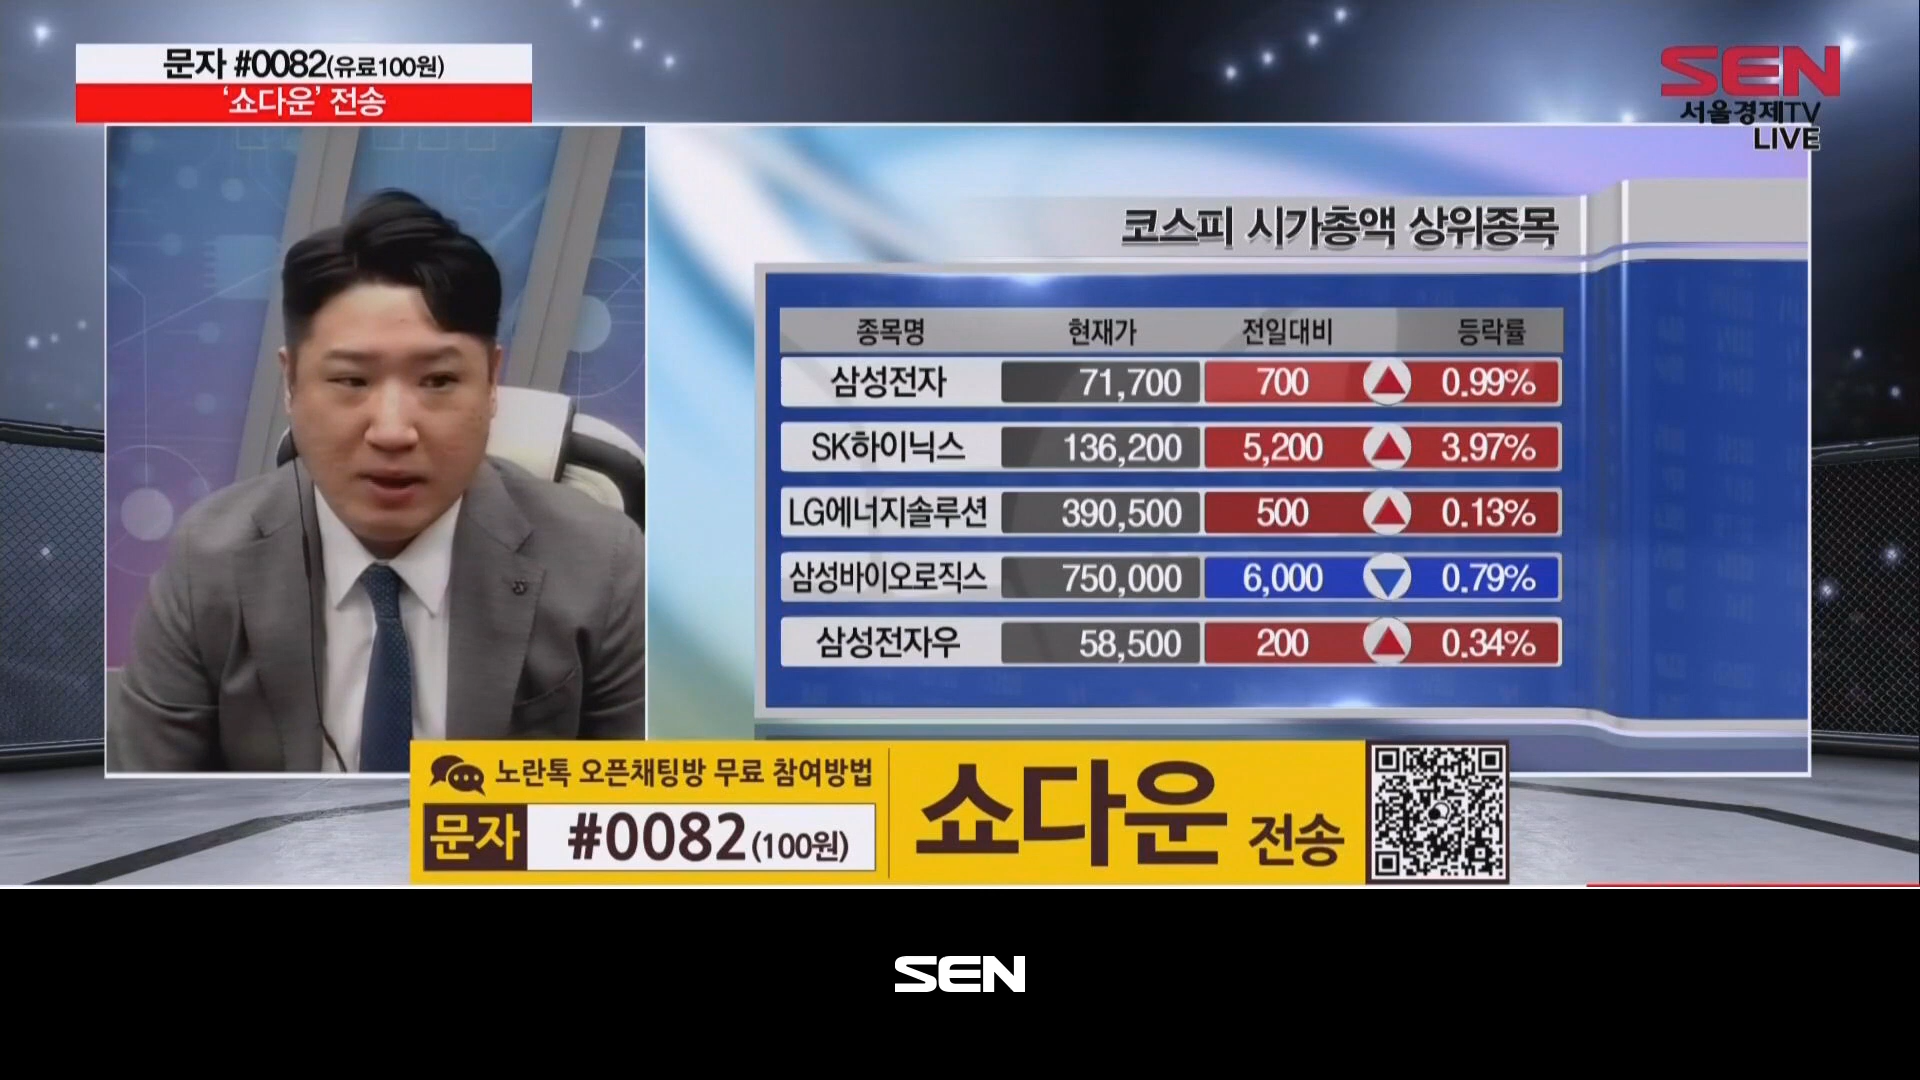 문자 #0082(유료100원)
‘쇼다운’ 전송
SEN
서울경제TV
LIVE
코스피 시가총액 상위종목
종목명 현재가 전일대비 등락률
삼성전자 71,700 700 ▲ 0.99%
SK하이닉스 136,200 5,200 ▲ 3.97%
LG에너지솔루션 390,500 500 ▲ 0.13%
삼성바이오로직스 750,000 6,000 ▼ 0.79%
삼성전자우 58,500 200 ▲ 0.34%
노란톡 오픈채팅방 무료 참여방법
문자 #0082(100원)
쇼다운 전송
SEN